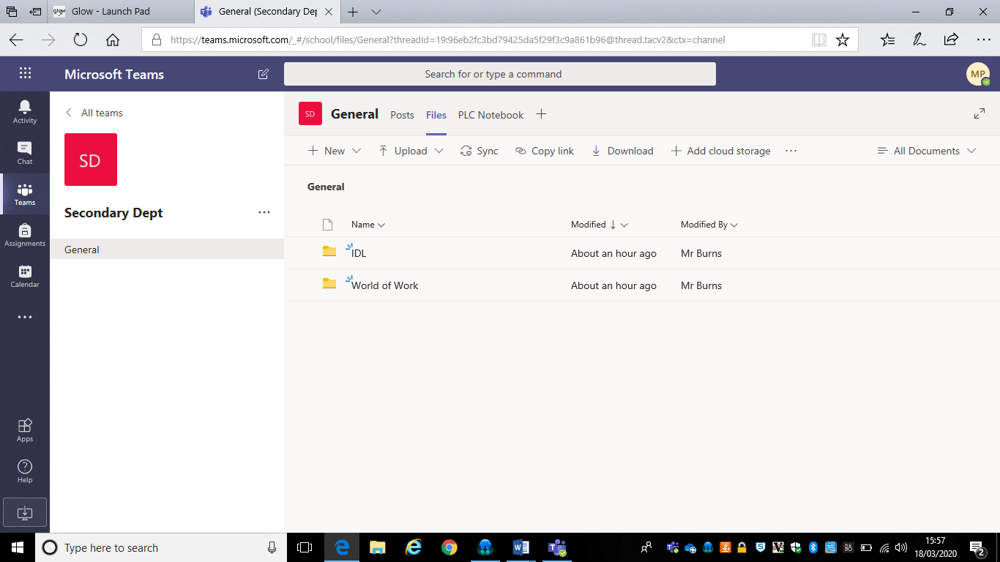 glow Glow - Launch Pad
General (Secondary Dep
https://teams.microsoft.com/_#/school/files/General?threadId=19:96eb2fc3bd79425da5f29f3c9a861b96@thread.tacv2&ctx=channel
Microsoft Teams
Search for or type a command
MP
Activity
Chat
Teams
Assignments
Calendar
Apps
Help
All teams
SD
Secondary Dept
General
SD General Posts Files PLC Notebook
New Upload Sync Copy link Download Add cloud storage All Documents
General
Name Modified Modified By
IDL About an hour ago Mr Burns
World of Work About an hour ago Mr Burns
Type here to search
15:57
18/03/2020
2